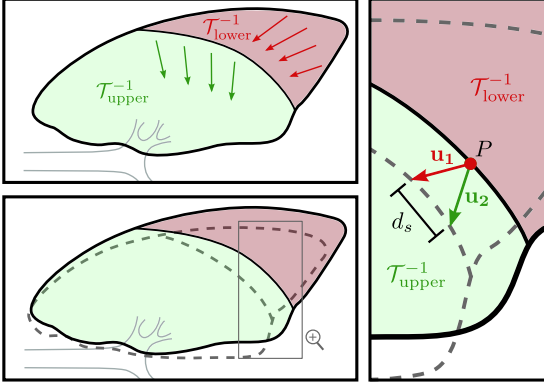 𝒯⁻¹lower
𝒯⁻¹upper
𝒯⁻¹lower
P
u₁
u₂
dₛ
𝒯⁻¹upper